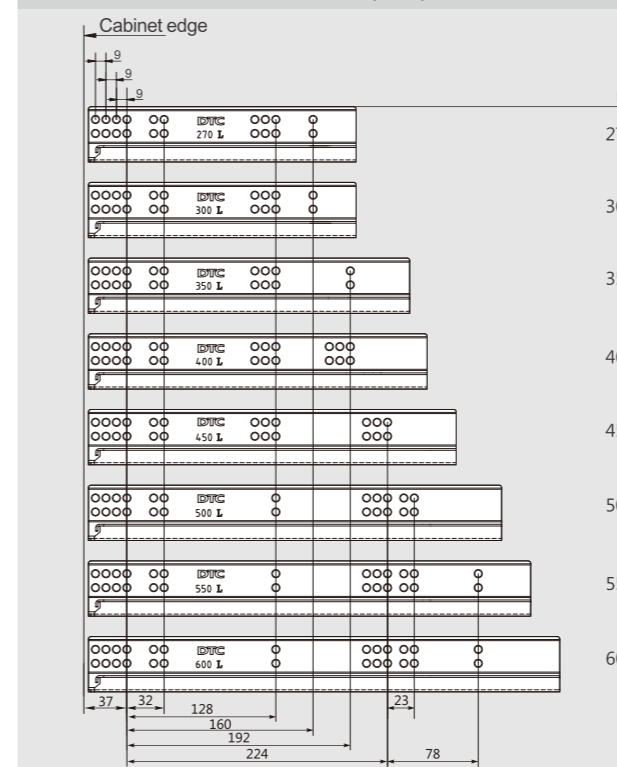 Cabinet edge
9
9
9
DTC
270 L
DTC
300 L
DTC
350 L
DTC
400 L
DTC
450 L
DTC
500 L
DTC
550 L
DTC
600 L
37
32
23
128
160
192
224
78